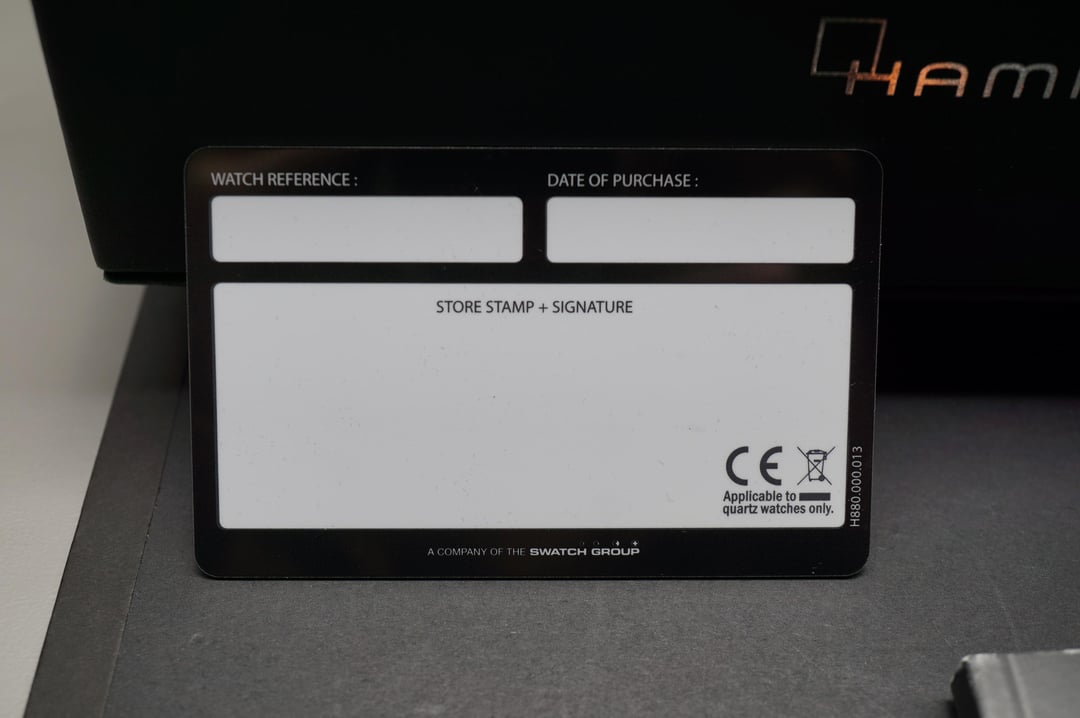 HAMI
WATCH REFERENCE :
DATE OF PURCHASE :
STORE STAMP + SIGNATURE
CE
Applicable to
quartz watches only.
H880.000.013
A COMPANY OF THE SWATCH GROUP